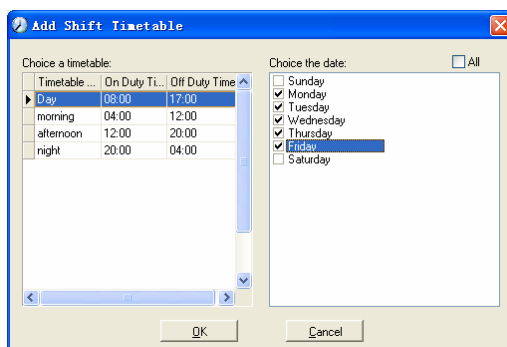 Add Shift Timetable
Choice a timetable:
Timetable ... On Duty Ti... Off Duty Time
Day 08:00 17:00
morning 04:00 12:00
afternoon 12:00 20:00
night 20:00 04:00
Choice the date: All
Sunday
Monday
Tuesday
Wednesday
Thursday
Friday
Saturday
OK Cancel